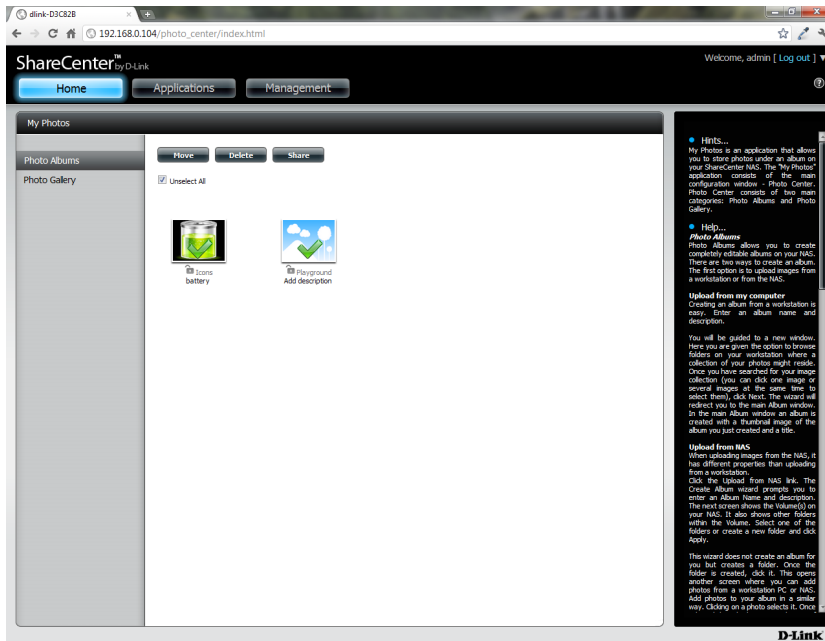 dlink-D3C82B
192.168.0.104/photo_center/index.html
ShareCenter™ by D-Link
Welcome, admin [ Log out ]
Home Applications Management
My Photos
Photo Albums
Photo Gallery
Move Delete Share
Unselect All
Icons
battery
Playground
Add description
Hints...
My Photos is an application that allows
you to store photos under an album on
your ShareCenter NAS. The "My Photos"
application consists of the main
configuration window - Photo Center.
Photo Center consists of two main
categories: Photo Albums and Photo
Gallery.
Help...
Photo Albums
Photo Albums allows you to create
completely editable albums on your NAS.
There are two ways to create an album.
The first option is to upload images from
a workstation or from the NAS.
Upload from my computer
Creating an album from a workstation is
easy. Enter an album name and
description.
You will be guided to a new window.
Here you are given the option to browse
folders on your workstation where a
collection of your photos might reside.
Once you have searched for your image
collection (you can click one image or
several images at the same time to
select them), click Next. The wizard will
redirect you to the main Album window.
In the main Album window an album is
created with a thumbnail image of the
album you just created and a title.
Upload from NAS
When uploading images from the NAS, it
has different properties than uploading
from a workstation.
Click the Upload from NAS link. The
Create Album wizard prompts you to
enter an Album Name and description.
The next screen shows the Volume(s) on
your NAS. It also shows other folders
within the Volume. Select one of the
folders or create a new folder and click
Apply.
This wizard does not create an album for
you but creates a folder. Once the
folder is created, click it. This opens
another screen where you can add
photos from a workstation PC or NAS.
Add photos to your album in a similar
way. Clicking on a photo selects it. Once
D-Link